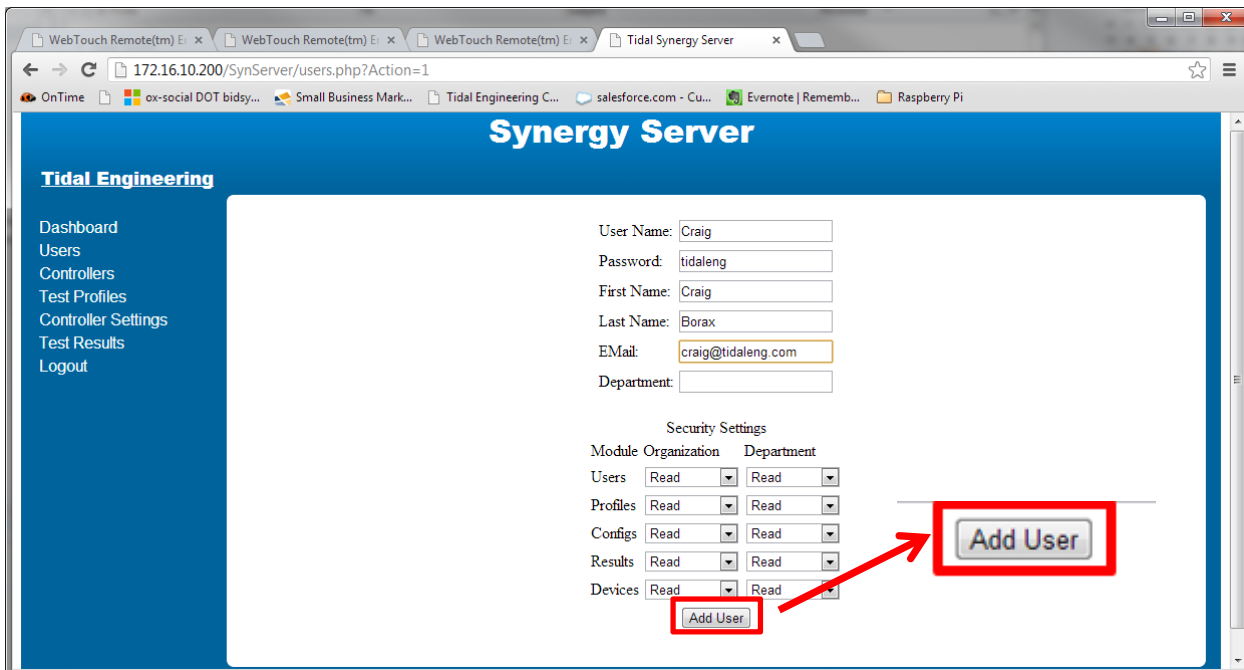 WebTouch Remote(tm) Er
WebTouch Remote(tm) Er
WebTouch Remote(tm) Er
Tidal Synergy Server
172.16.10.200/SynServer/users.php?Action=1
OnTime
ox-social DOT bidsy...
Small Business Mark...
Tidal Engineering C...
salesforce.com - Cu...
Evernote | Rememb...
Raspberry Pi
Synergy Server
Tidal Engineering
Dashboard
Users
Controllers
Test Profiles
Controller Settings
Test Results
Logout
User Name: Craig
Password: tidaleng
First Name: Craig
Last Name: Borax
EMail: craig@tidaleng.com
Department:
Security Settings
Module Organization Department
Users Read Read
Profiles Read Read
Configs Read Read
Results Read Read
Devices Read Read
Add User
Add User